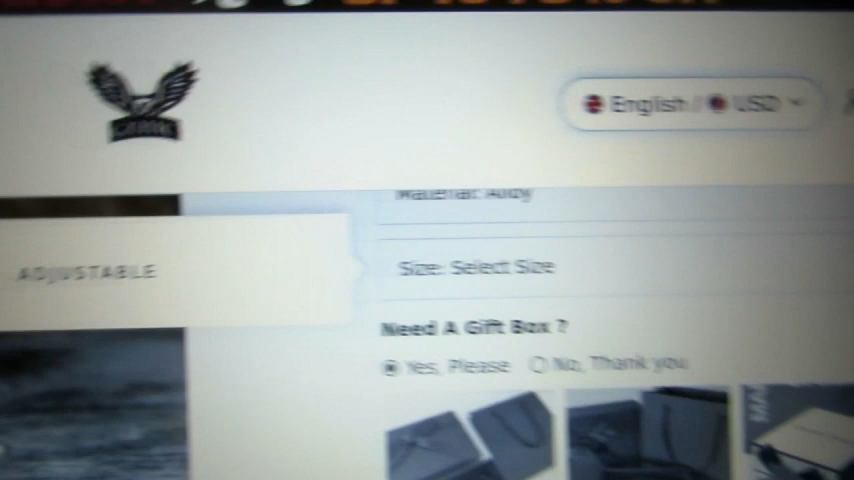 English / USD
Material: Alloy
ADJUSTABLE
Size: Select Size
Need A Gift Box ?
Yes, Please
No, Thank you